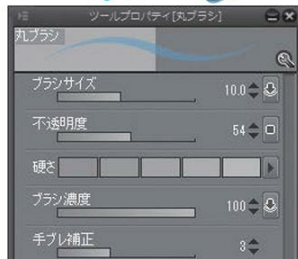 ツールプロパティ[丸ブラシ]
丸ブラシ
ブラシサイズ 10.0
不透明度 54
硬さ
ブラシ濃度 100
手ブレ補正 3